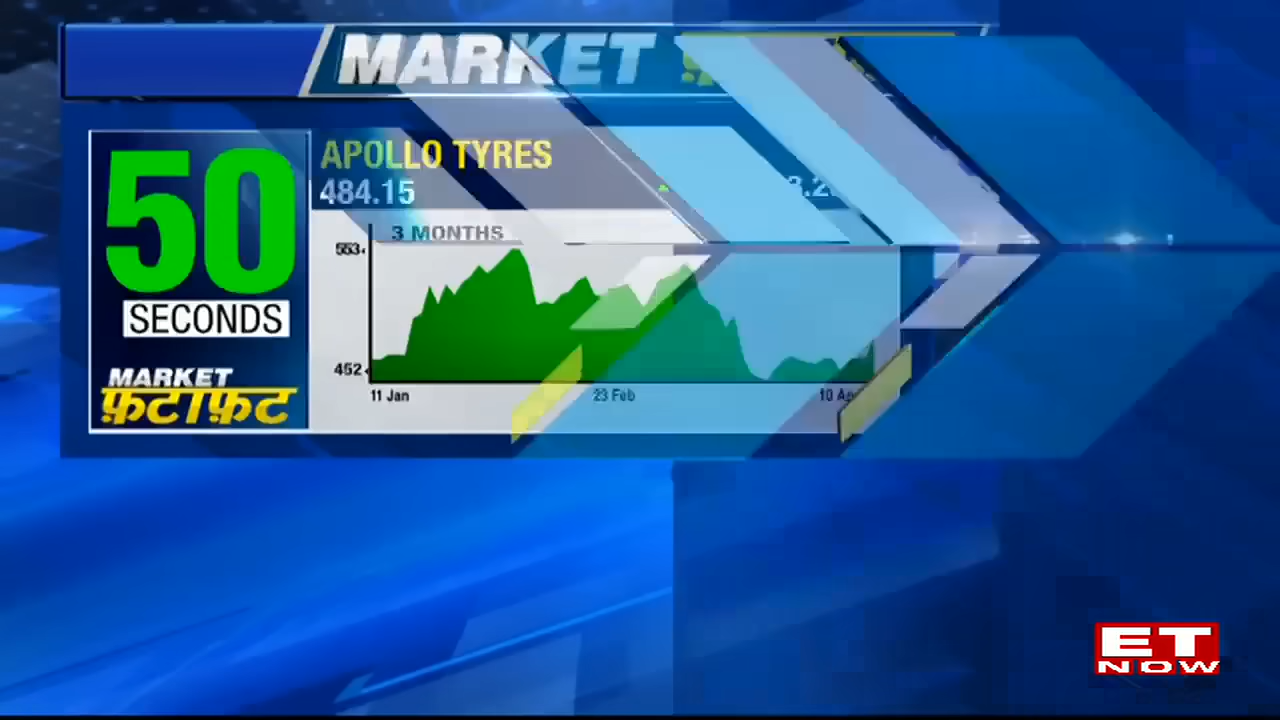 MARKET
50
SECONDS
MARKET
फ़टाफ़ट
APOLLO TYRES
484.15
3 MONTHS
553
452
11 Jan
23 Feb
ET
NOW